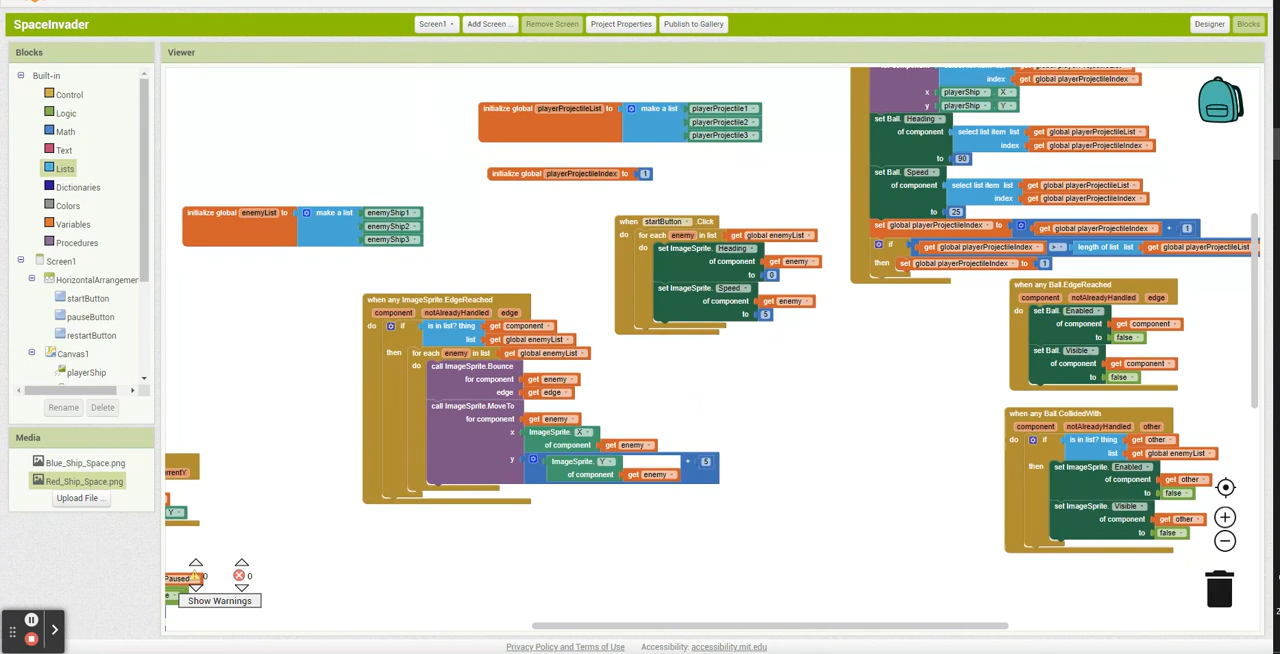 SpaceInvader
Screen1
Add Screen ...
Remove Screen
Project Properties
Publish to Gallery
Designer
Blocks
Blocks
Viewer
Built-in
Control
Logic
Math
Text
Lists
Dictionaries
Colors
Variables
Procedures
Screen1
HorizontalArrangemer
startButton
pauseButton
restartButton
Canvas1
playerShip
Rename
Delete
Media
Blue_Ship_Space.png
Red_Ship_Space.png
Upload File ...
initialize global playerProjectileList to make a list playerProjectile1
playerProjectile2
playerProjectile3
initialize global playerProjectileIndex to 1
initialize global enemyList to make a list enemyShip1
enemyShip2
enemyShip3
when startButton .Click
do for each enemy in list get global enemyList
do set ImageSprite. Heading
of component get enemy
to 0
set ImageSprite. Speed
of component get enemy
to 5
when any ImageSprite.EdgeReached
component notAlreadyHandled edge
do if is in list? thing get component
list get global enemyList
then for each enemy in list get global enemyList
do call ImageSprite.Bounce
for component get enemy
edge get edge
call ImageSprite.MoveTo
for component get enemy
x ImageSprite. X
of component get enemy
y ImageSprite. Y + 5
of component get enemy
index get global playerProjectileIndex
x playerShip . X
y playerShip . Y
set Ball. Heading
of component select list item list get global playerProjectileList
index get global playerProjectileIndex
to 90
set Ball. Speed
of component select list item list get global playerProjectileList
index get global playerProjectileIndex
to 25
set global playerProjectileIndex to get global playerProjectileIndex + 1
if get global playerProjectileIndex > length of list list get global playerProjectileList
then set global playerProjectileIndex to 1
when any Ball.EdgeReached
component notAlreadyHandled edge
do set Ball. Enabled
of component get component
to false
set Ball. Visible
of component get component
to false
when any Ball.CollidedWith
component notAlreadyHandled other
do if is in list? thing get other
list get global enemyList
then set ImageSprite. Enabled
of component get other
to false
set ImageSprite. Visible
of component get other
to false
rrentY
Y
Paused
0
0
Show Warnings
Privacy Policy and Terms of Use
Accessibility: accessibility.mit.edu